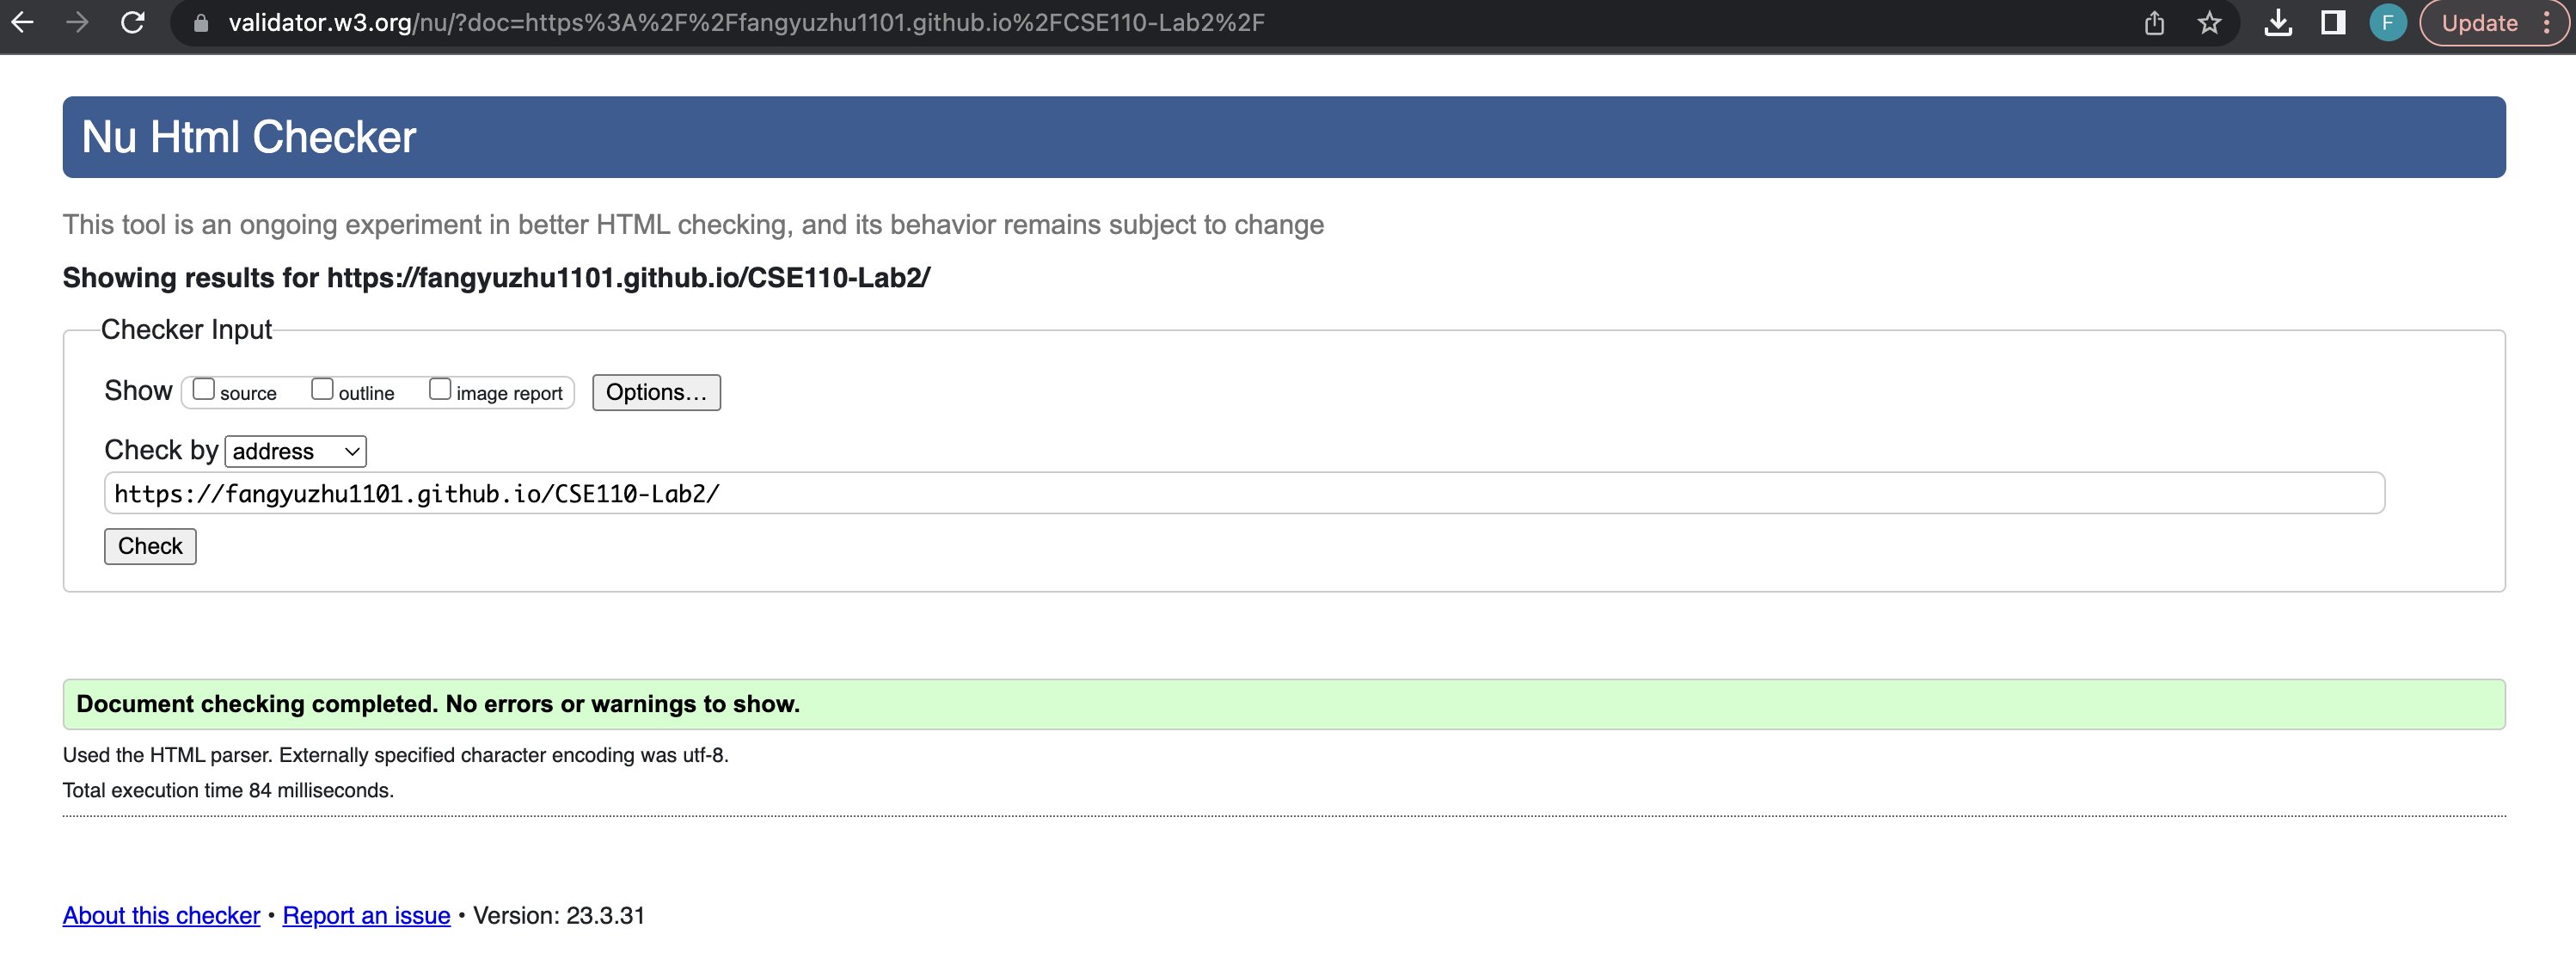 validator.w3.org/nu/?doc=https%3A%2F%2Ffangyuzhu1101.github.io%2FCSE110-Lab2%2F
F
Update
Nu Html Checker
This tool is an ongoing experiment in better HTML checking, and its behavior remains subject to change
Showing results for https://fangyuzhu1101.github.io/CSE110-Lab2/
Checker Input
Show source outline image report Options...
Check by address
https://fangyuzhu1101.github.io/CSE110-Lab2/
Check
Document checking completed. No errors or warnings to show.
Used the HTML parser. Externally specified character encoding was utf-8.
Total execution time 84 milliseconds.
About this checker • Report an issue • Version: 23.3.31